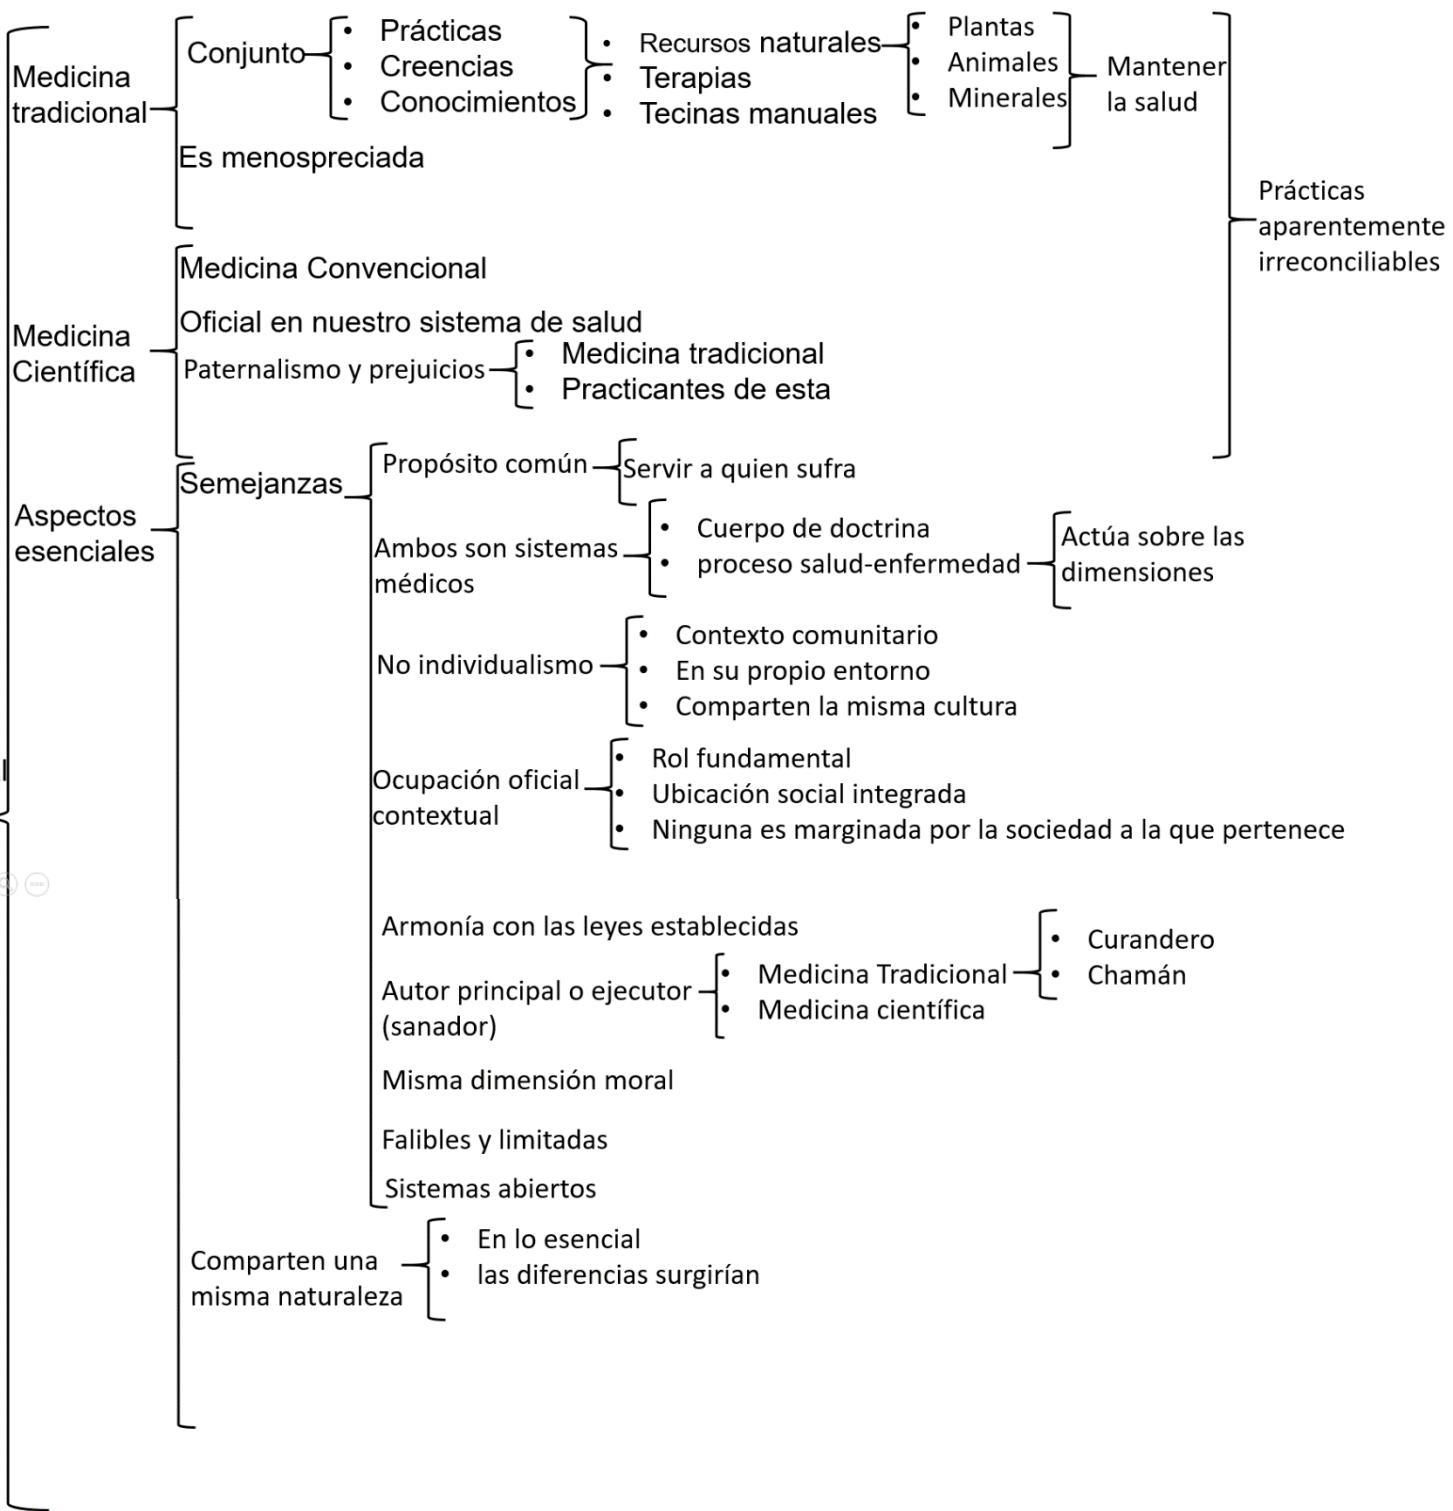 Medicina
tradicional
Conjunto
• Prácticas
• Creencias
• Conocimientos
• Recursos naturales
• Terapias
• Tecinas manuales
• Plantas
• Animales
• Minerales
Mantener
la salud
Es menospreciada
Prácticas
aparentemente
irreconciliables
Medicina
Científica
Medicina Convencional
Oficial en nuestro sistema de salud
Paternalismo y prejuicios
• Medicina tradicional
• Practicantes de esta
Aspectos
esenciales
Semejanzas
Propósito común
Servir a quien sufra
Ambos son sistemas
médicos
• Cuerpo de doctrina
• proceso salud-enfermedad
Actúa sobre las
dimensiones
No individualismo
• Contexto comunitario
• En su propio entorno
• Comparten la misma cultura
Ocupación oficial
contextual
• Rol fundamental
• Ubicación social integrada
• Ninguna es marginada por la sociedad a la que pertenece
Armonía con las leyes establecidas
Autor principal o ejecutor
(sanador)
• Medicina Tradicional
• Medicina científica
• Curandero
• Chamán
Misma dimensión moral
Falibles y limitadas
Sistemas abiertos
Comparten una
misma naturaleza
• En lo esencial
• las diferencias surgirían